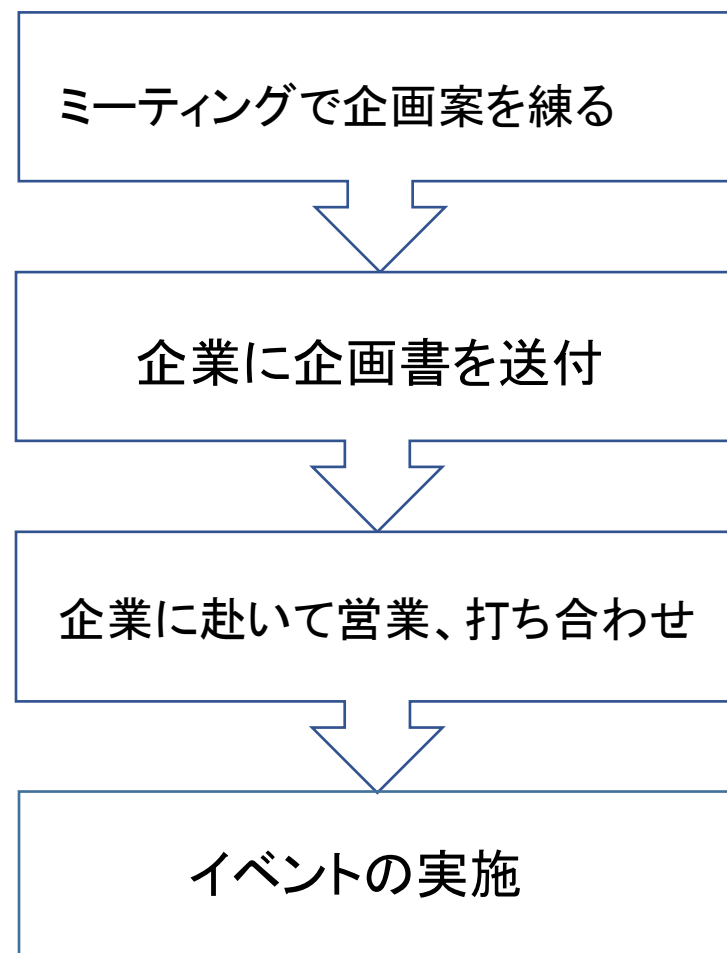 ミーティングで企画案を練る
企業に企画書を送付
企業に赴いて営業、打ち合わせ
イベントの実施